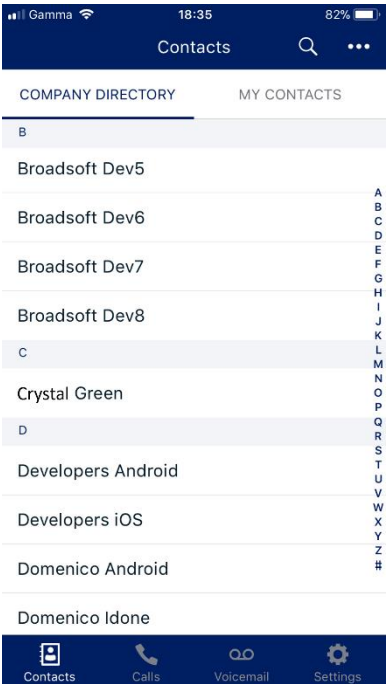 Gamma 18:35 82%
Contacts
COMPANY DIRECTORY MY CONTACTS
B
Broadsoft Dev5
Broadsoft Dev6
Broadsoft Dev7
Broadsoft Dev8
C
Crystal Green
D
Developers Android
Developers iOS
Domenico Android
Domenico Idone
A
B
C
D
E
F
G
H
I
J
K
L
M
N
O
P
Q
R
S
T
U
V
W
X
Y
Z
#
Contacts Calls Voicemail Settings